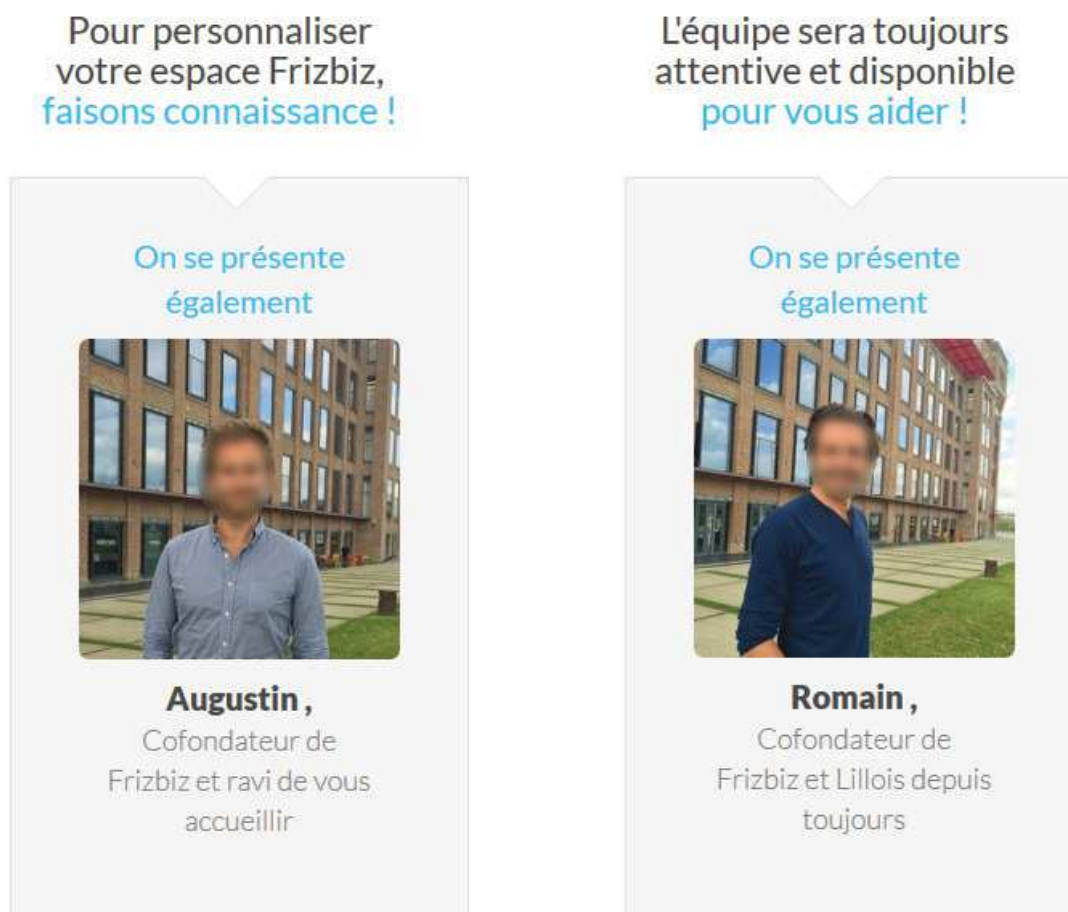 Pour personnaliser
votre espace Frizbiz,
faisons connaissance !
On se présente
également
Augustin ,
Cofondateur de
Frizbiz et ravi de vous
accueillir
L'équipe sera toujours
attentive et disponible
pour vous aider !
On se présente
également
Romain ,
Cofondateur de
Frizbiz et Lillois depuis
toujours